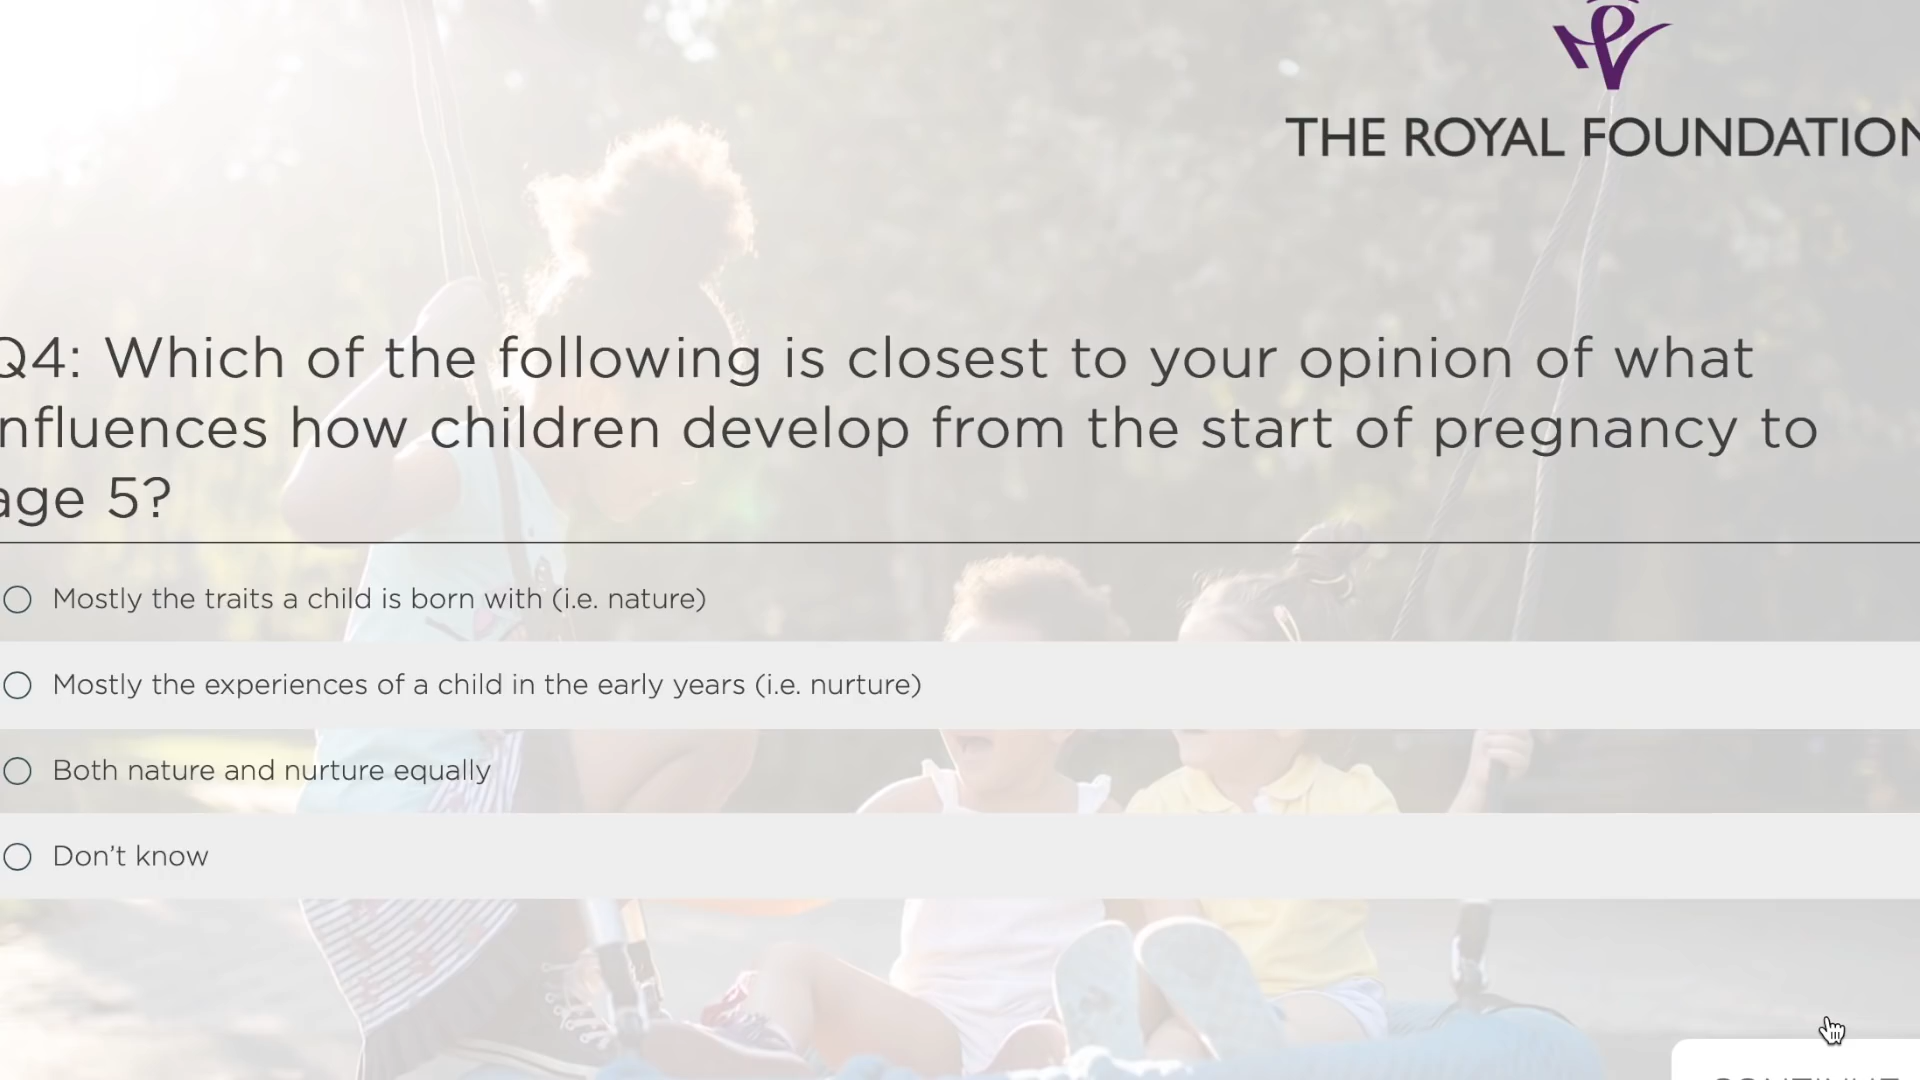 THE ROYAL FOUNDATION
Q4: Which of the following is closest to your opinion of what
nfluences how children develop from the start of pregnancy to
age 5?
Mostly the traits a child is born with (i.e. nature)
Mostly the experiences of a child in the early years (i.e. nurture)
Both nature and nurture equally
Don’t know